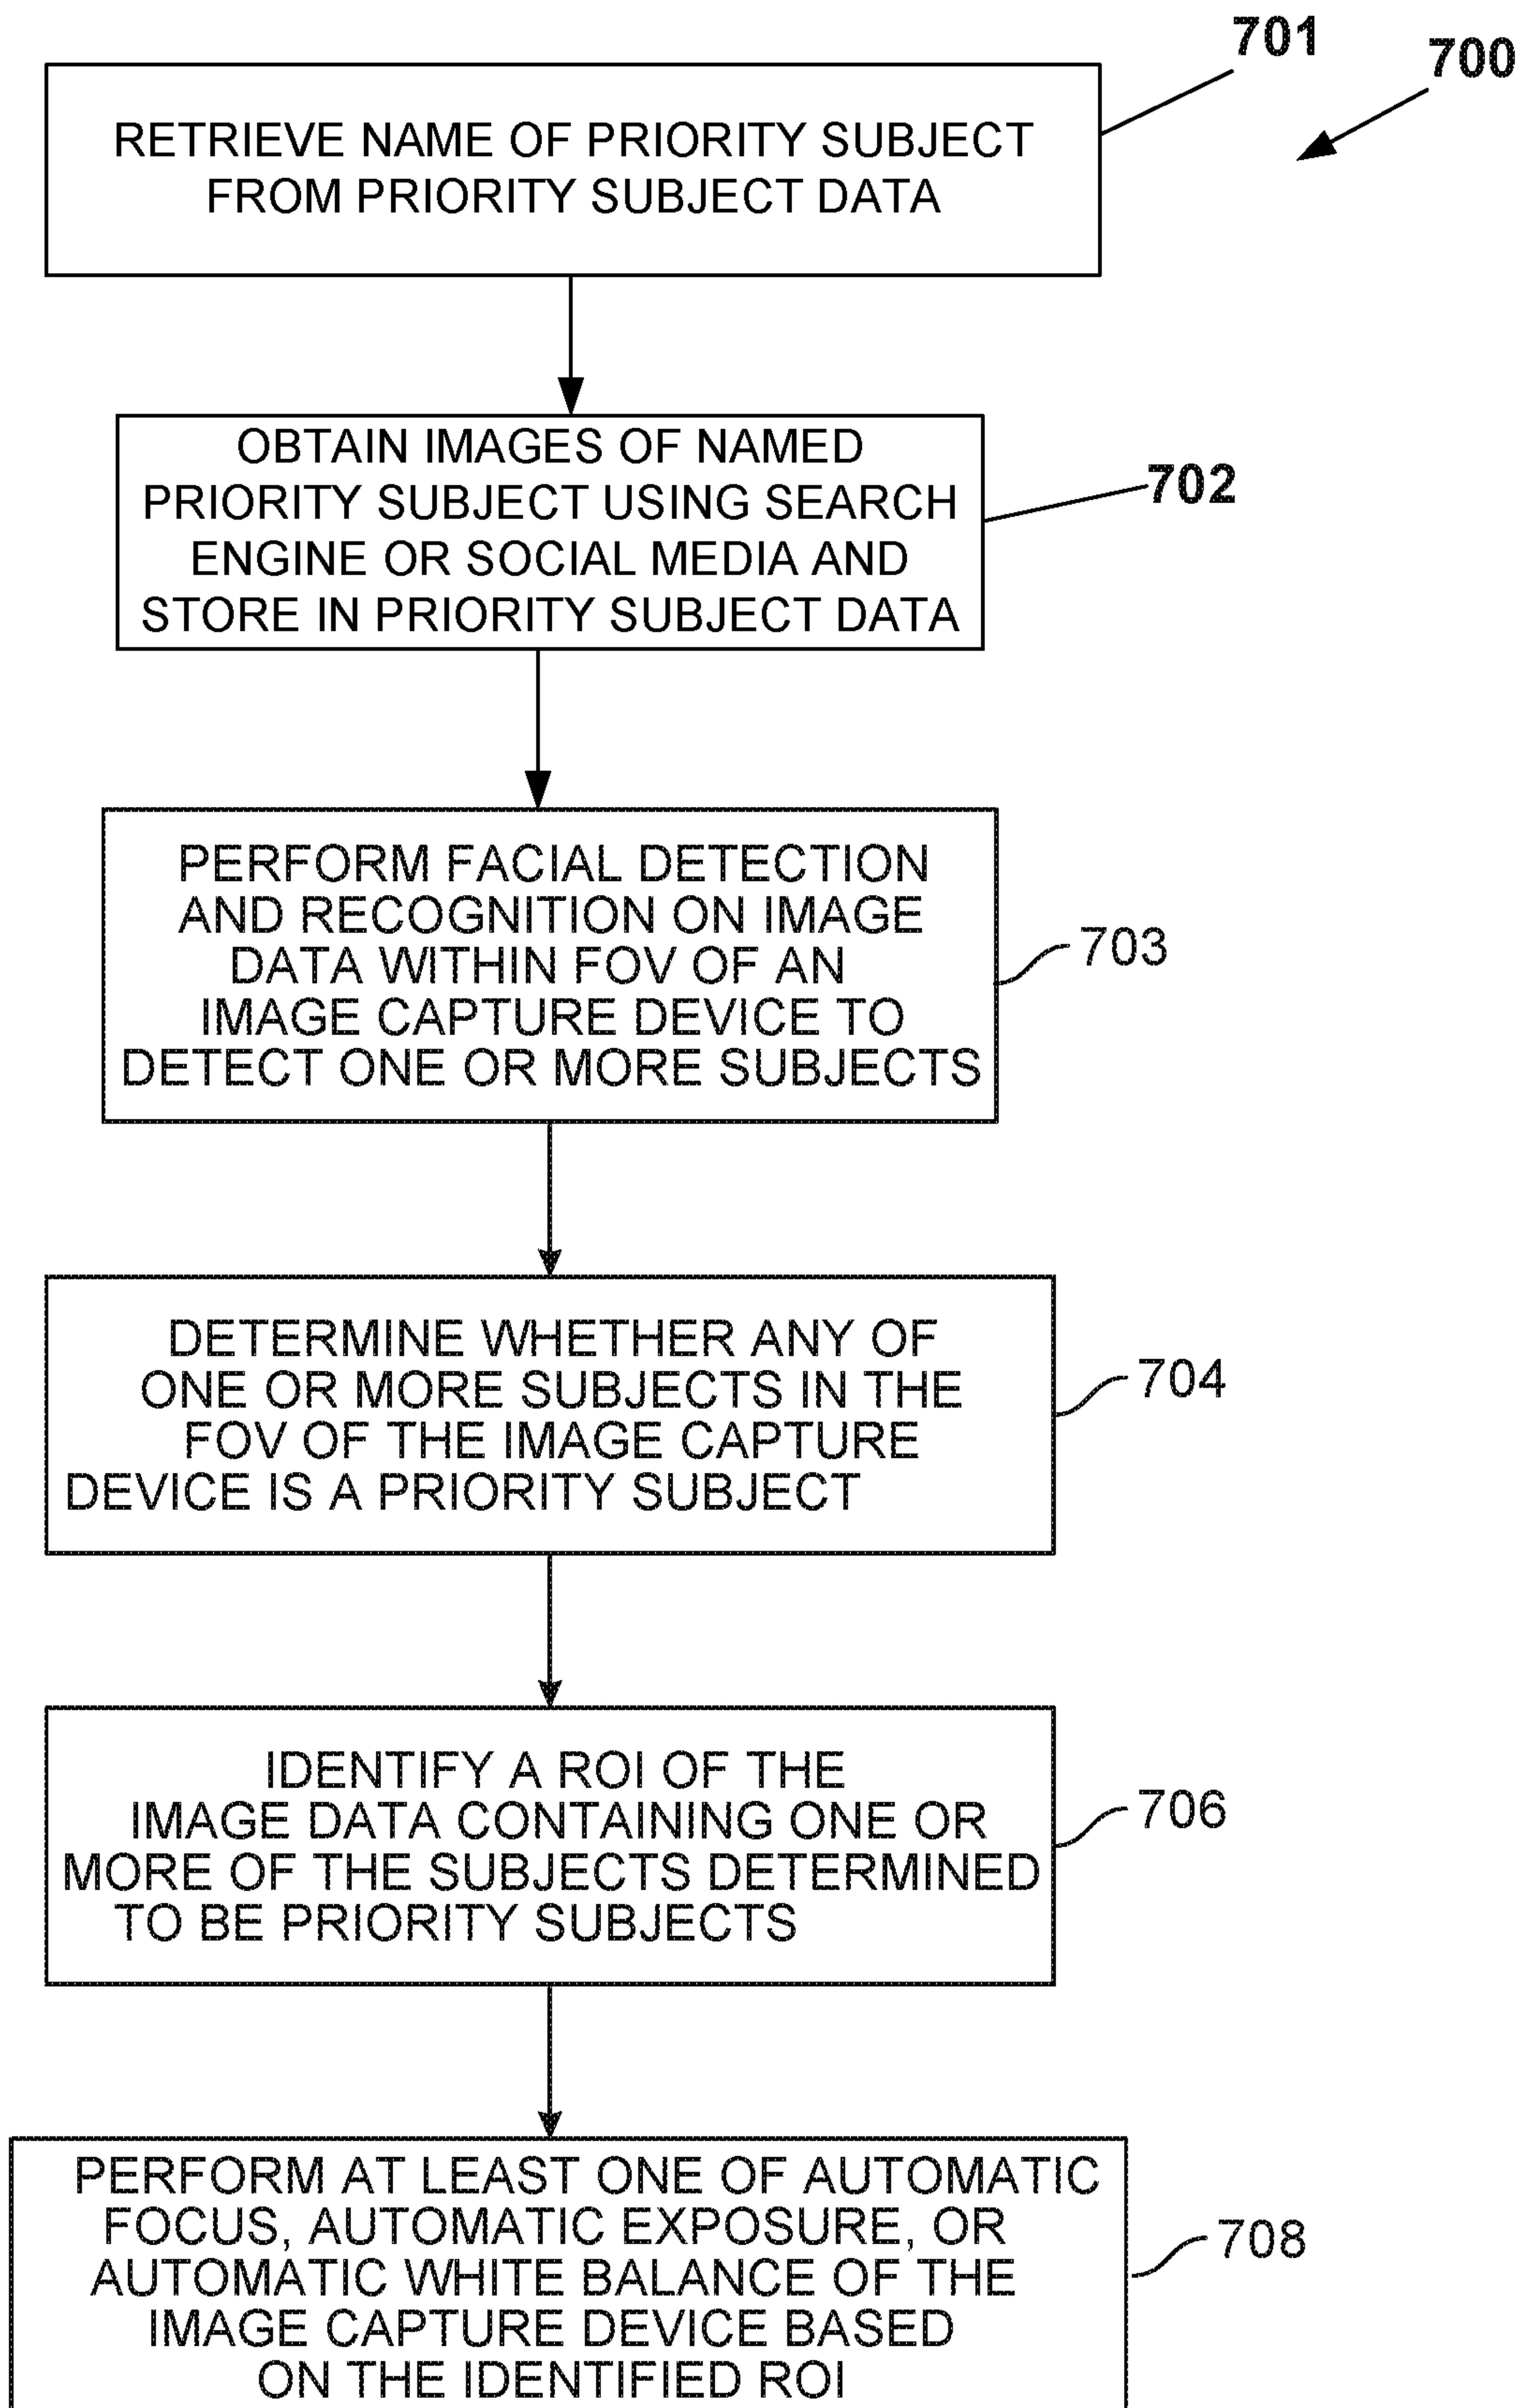 701
700
RETRIEVE NAME OF PRIORITY SUBJECT
FROM PRIORITY SUBJECT DATA
OBTAIN IMAGES OF NAMED
PRIORITY SUBJECT USING SEARCH
ENGINE OR SOCIAL MEDIA AND
STORE IN PRIORITY SUBJECT DATA
702
PERFORM FACIAL DETECTION
AND RECOGNITION ON IMAGE
DATA WITHIN FOV OF AN
IMAGE CAPTURE DEVICE TO
DETECT ONE OR MORE SUBJECTS
703
DETERMINE WHETHER ANY OF
ONE OR MORE SUBJECTS IN THE
FOV OF THE IMAGE CAPTURE
DEVICE IS A PRIORITY SUBJECT
704
IDENTIFY A ROI OF THE
IMAGE DATA CONTAINING ONE OR
MORE OF THE SUBJECTS DETERMINED
TO BE PRIORITY SUBJECTS
706
PERFORM AT LEAST ONE OF AUTOMATIC
FOCUS, AUTOMATIC EXPOSURE, OR
AUTOMATIC WHITE BALANCE OF THE
IMAGE CAPTURE DEVICE BASED
ON THE IDENTIFIED ROI
708